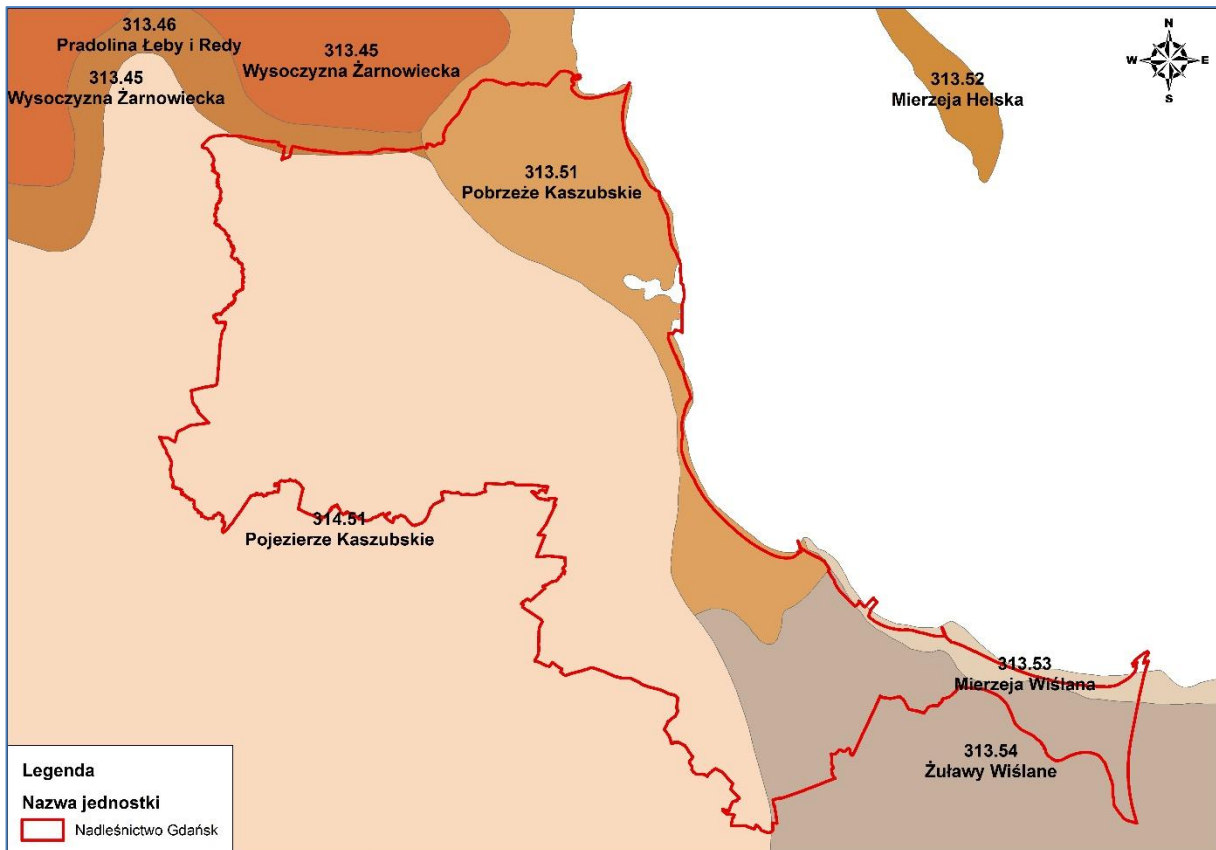 313.46
Pradolina Łeby i Redy
313.45
Wysoczyzna Żarnowiecka
313.45
Wysoczyzna Żarnowiecka
313.52
Mierzeja Helska
N
W
E
S
313.51
Pobrzeże Kaszubskie
314.51
Pojezierze Kaszubskie
313.53
Mierzeja Wiślana
313.54
Żuławy Wiślane
Legenda
Nazwa jednostki
Nadleśnictwo Gdańsk